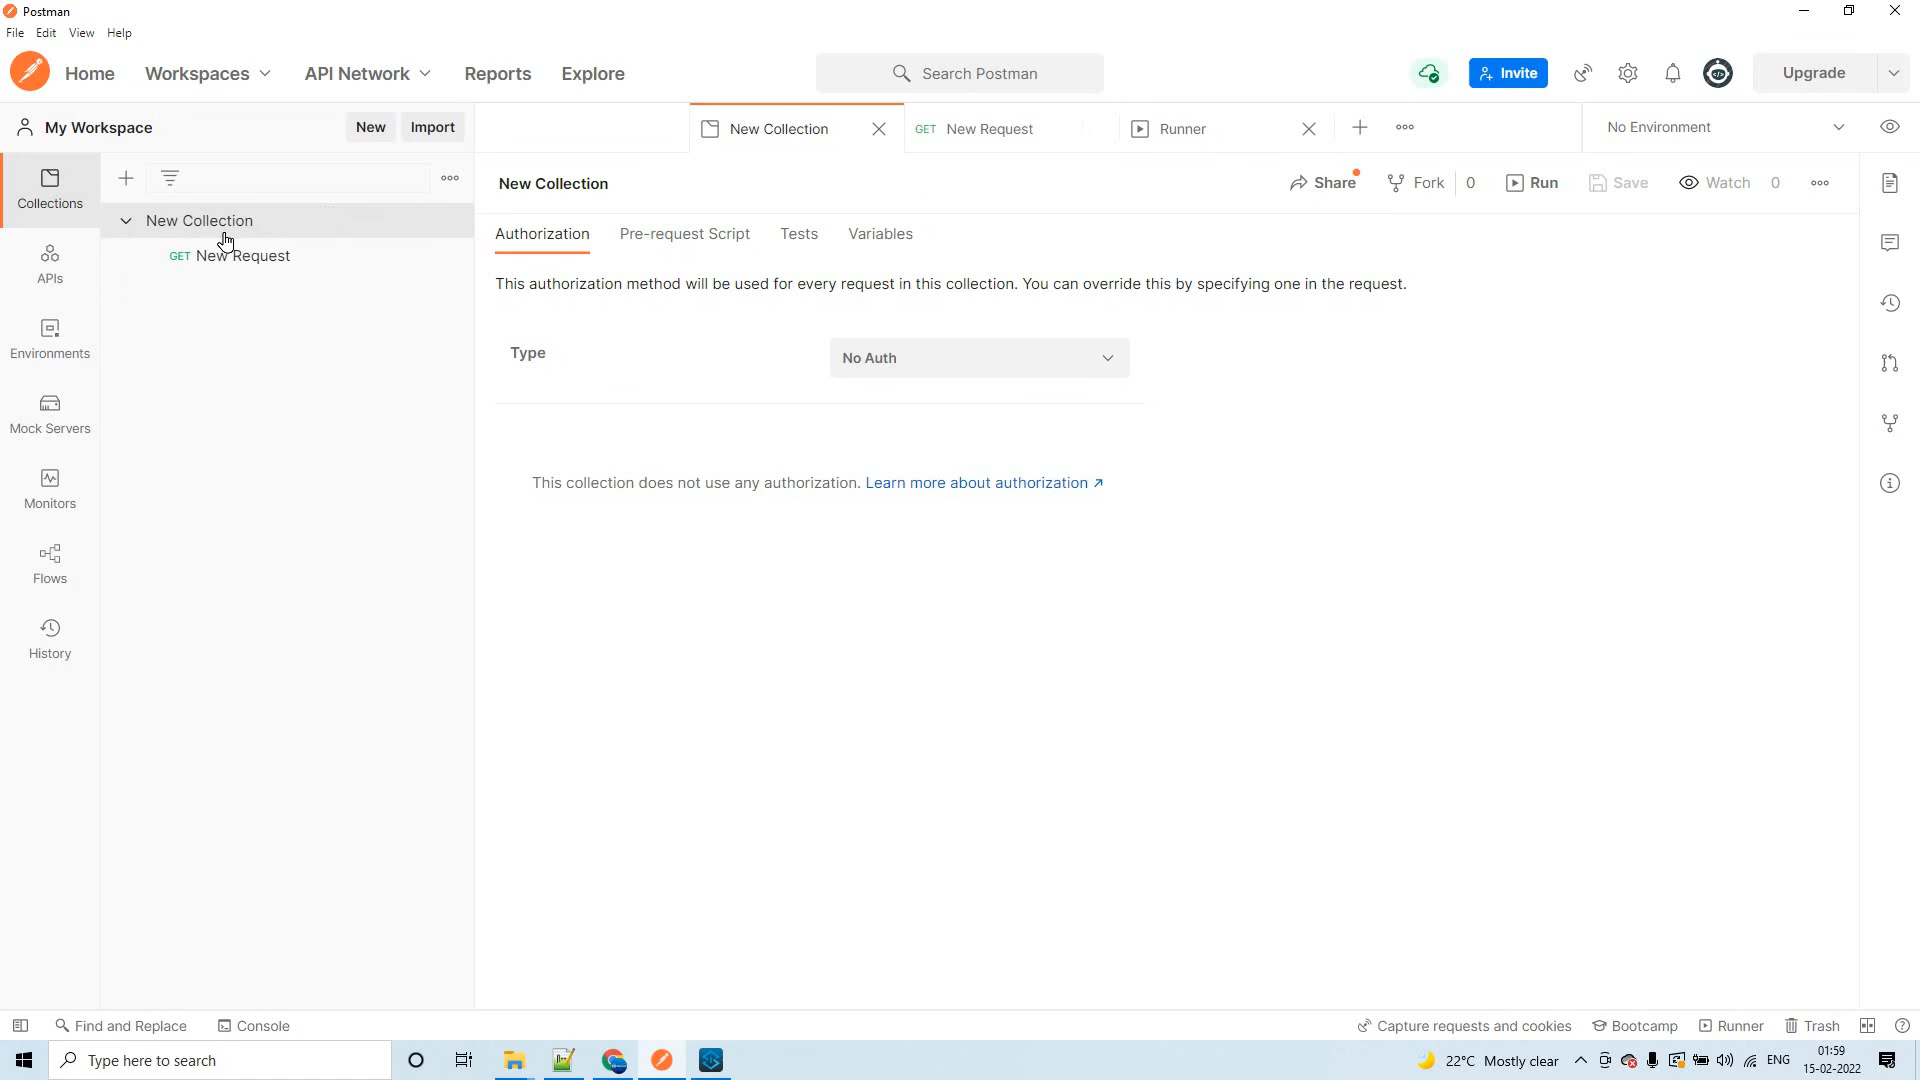 Postman
File Edit View Help
Home Workspaces API Network Reports Explore Search Postman Invite Upgrade
My Workspace New Import New Collection GET New Request Runner No Environment
Collections
New Collection
GET New Request
APIs
Environments
Mock Servers
Monitors
Flows
History
New Collection Share Fork 0 Run Save Watch 0
Authorization Pre-request Script Tests Variables
This authorization method will be used for every request in this collection. You can override this by specifying one in the request.
Type No Auth
This collection does not use any authorization. Learn more about authorization ↗
Find and Replace Console Capture requests and cookies Bootcamp Runner Trash
Type here to search 22°C Mostly clear ENG 01:59
15-02-2022